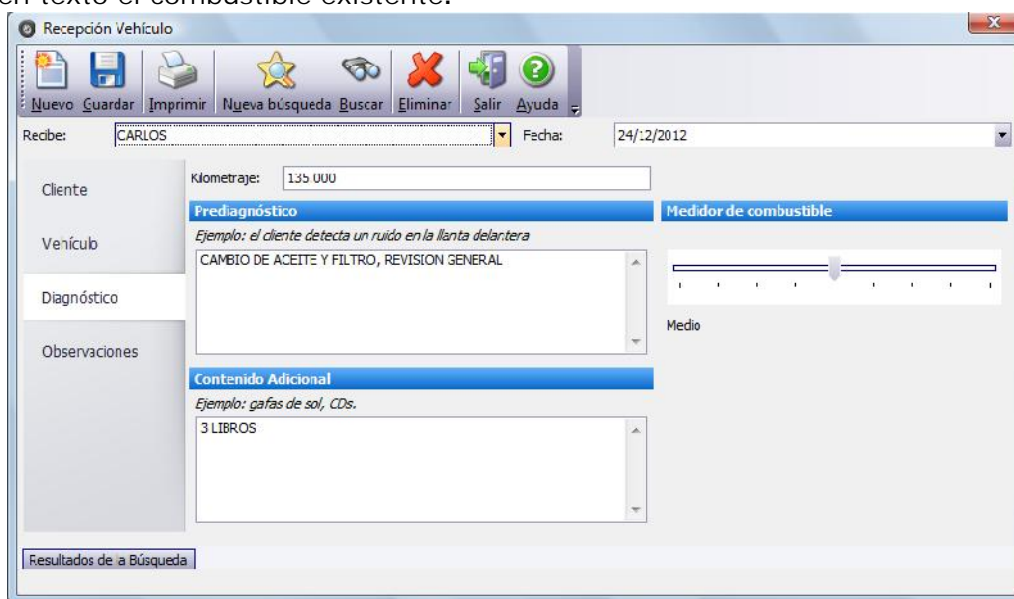 en texto el combustible existente.
Recepción Vehículo
Nuevo Guardar Imprimir Nueva búsqueda Buscar Eliminar Salir Ayuda
Recibe: CARLOS Fecha: 24/12/2012
Cliente
Vehículo
Diagnóstico
Observaciones
Kilometraje: 135 000
Prediagnóstico
Ejemplo: el cliente detecta un ruido en la llanta delantera
CAMBIO DE ACEITE Y FILTRO, REVISION GENERAL
Medidor de combustible
Medio
Contenido Adicional
Ejemplo: gafas de sol, CDs.
3 LIBROS
Resultados de la Búsqueda